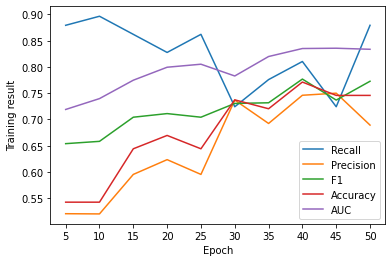 0.90
0.85
0.80
0.75
0.70
0.65
0.60
0.55
Training result
5 10 15 20 25 30 35 40 45 50
Epoch
Recall
Precision
F1
Accuracy
AUC